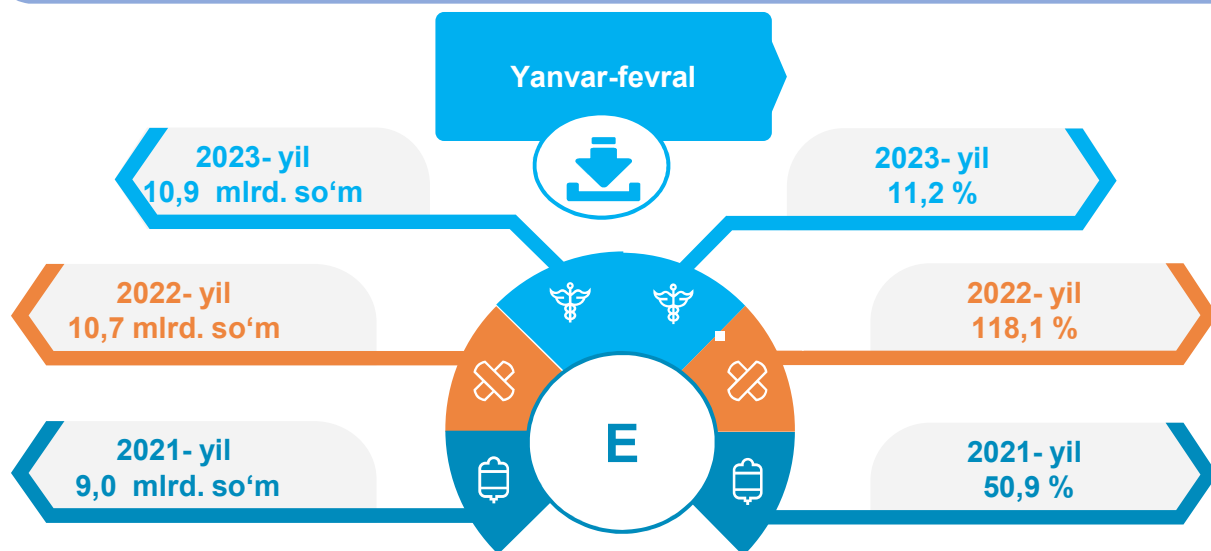 Yanvar-fevral
2023- yil
10,9 mlrd. so‘m
2023- yil
11,2 %
2022- yil
10,7 mlrd. so‘m
2022- yil
118,1 %
E
2021- yil
9,0 mlrd. so‘m
2021- yil
50,9 %